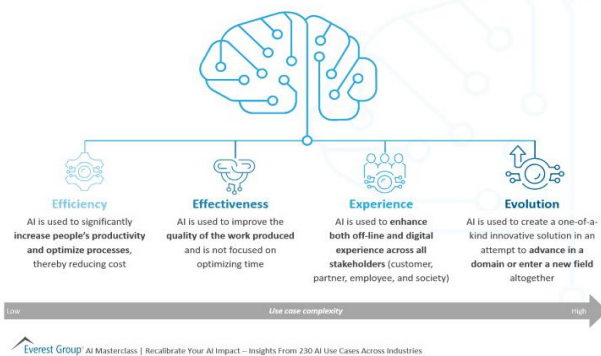 Efficiency
AI is used to significantly
increase people's productivity
and optimize processes,
thereby reducing cost
Effectiveness
AI is used to improve the
quality of the work produced
and is not focused on
optimizing time
Experience
AI is used to enhance
both off-line and digital
experience across all
stakeholders (customer,
partner, employee, and society)
Evolution
AI is used to create a one-of-a-
kind innovative solution in an
attempt to advance in a
domain or enter a new field
altogether
Low Use case complexity High
Everest Group® AI Masterclass | Recalibrate Your AI Impact – Insights From 230 AI Use Cases Across Industries